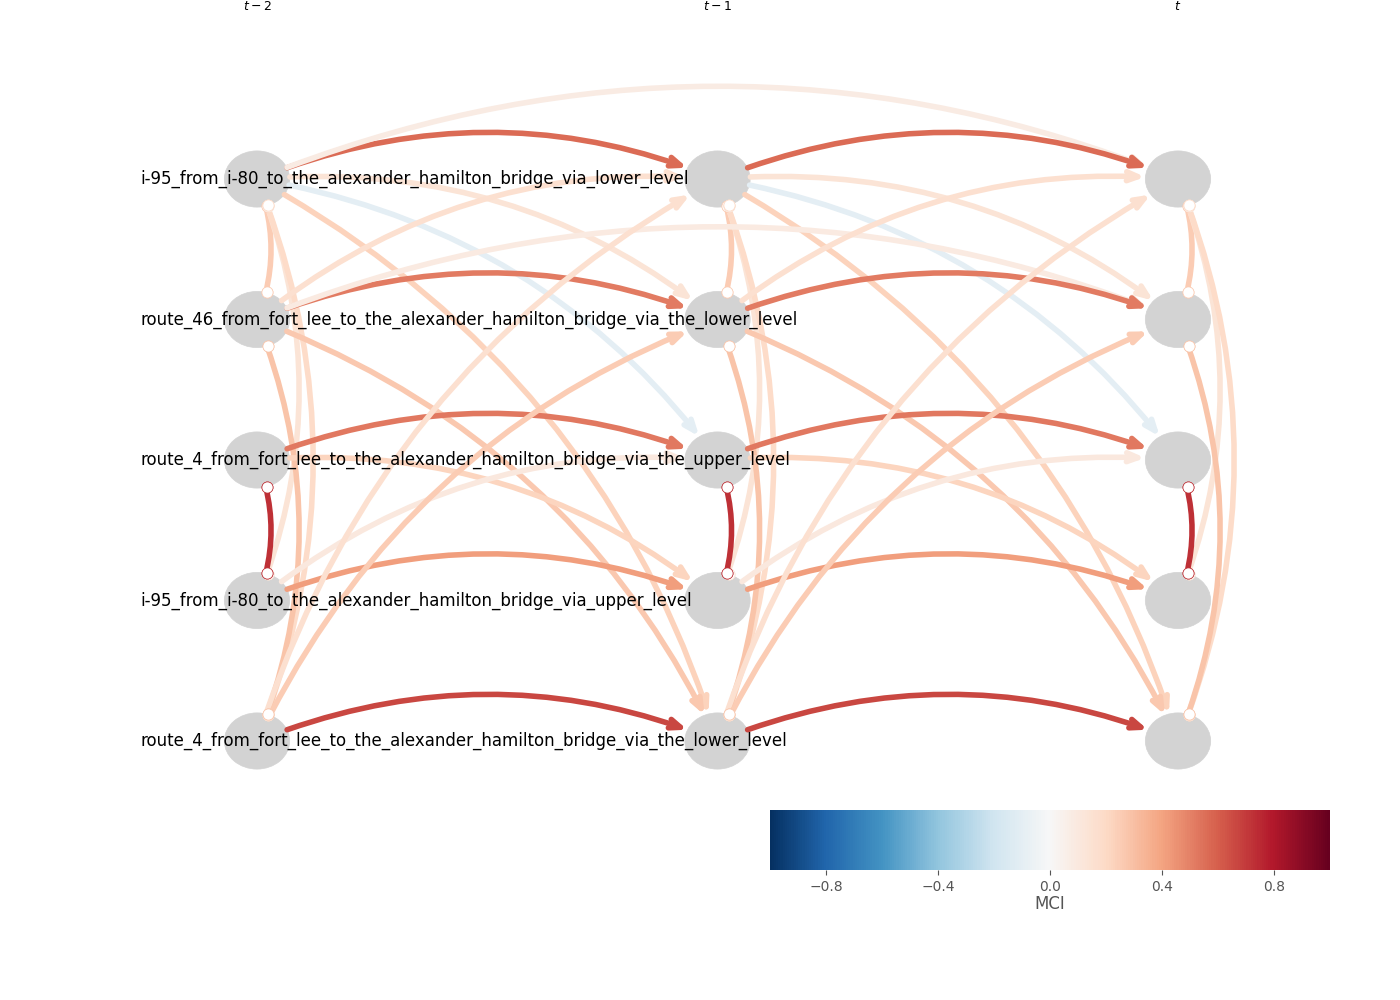 t − 2 t − 1 t
i-95_from_i-80_to_the_alexander_hamilton_bridge_via_lower_level
route_46_from_fort_lee_to_the_alexander_hamilton_bridge_via_the_lower_level
route_4_from_fort_lee_to_the_alexander_hamilton_bridge_via_the_upper_level
i-95_from_i-80_to_the_alexander_hamilton_bridge_via_upper_level
route_4_from_fort_lee_to_the_alexander_hamilton_bridge_via_the_lower_level
−0.8 −0.4 0.0 0.4 0.8
MCI